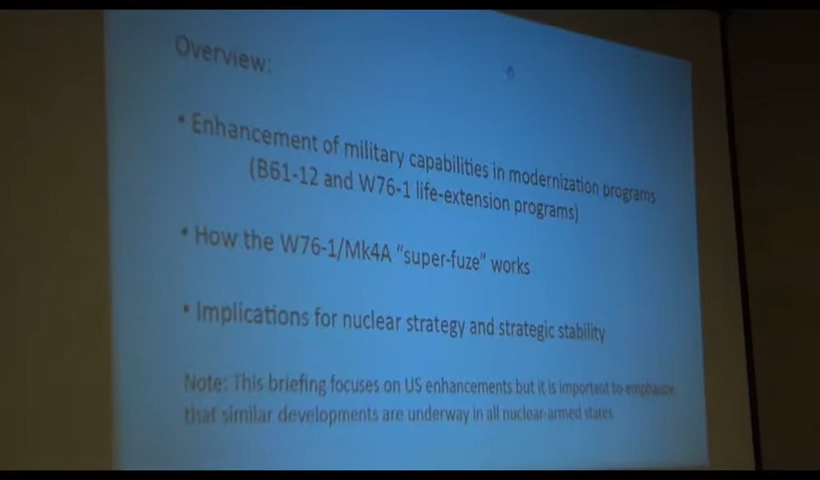 Overview:
• Enhancement of military capabilities in modernization programs
(B61-12 and W76-1 life-extension programs)
• How the W76-1/Mk4A “super-fuze” works
• Implications for nuclear strategy and strategic stability
Note: This briefing focuses on US enhancements but it is important to emphasize
that similar developments are underway in all nuclear-armed states